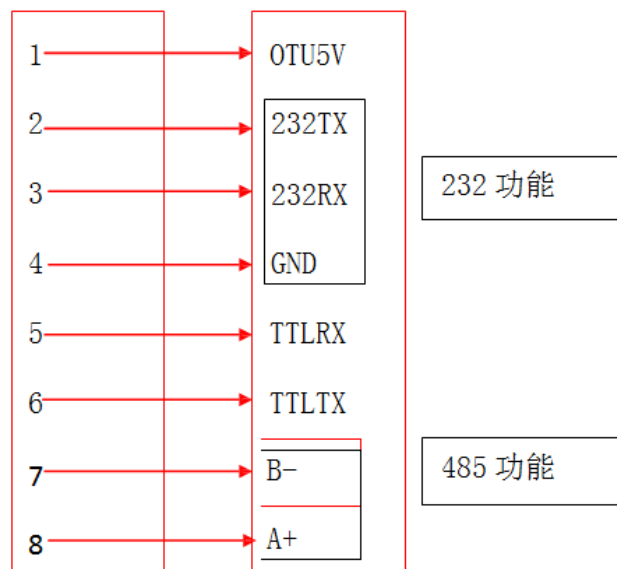 1 OTU5V
2 232TX
3 232RX
232 功能
4 GND
5 TTLRX
6 TTLTX
7 B-
485 功能
8 A+